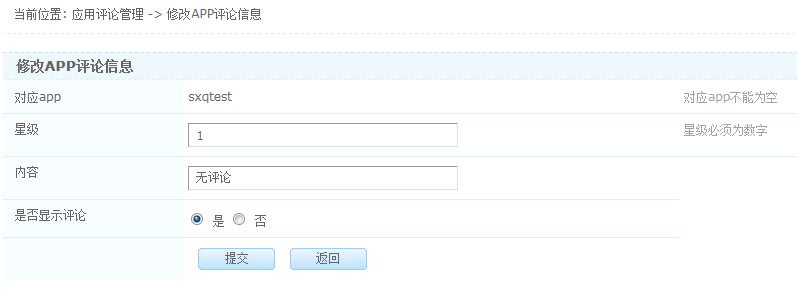 当前位置: 应用评论管理 -> 修改APP评论信息
修改APP评论信息
对应app sxqtest 对应app不能为空
星级 1 星级必须为数字
内容 无评论
是否显示评论 是 否
提交 返回